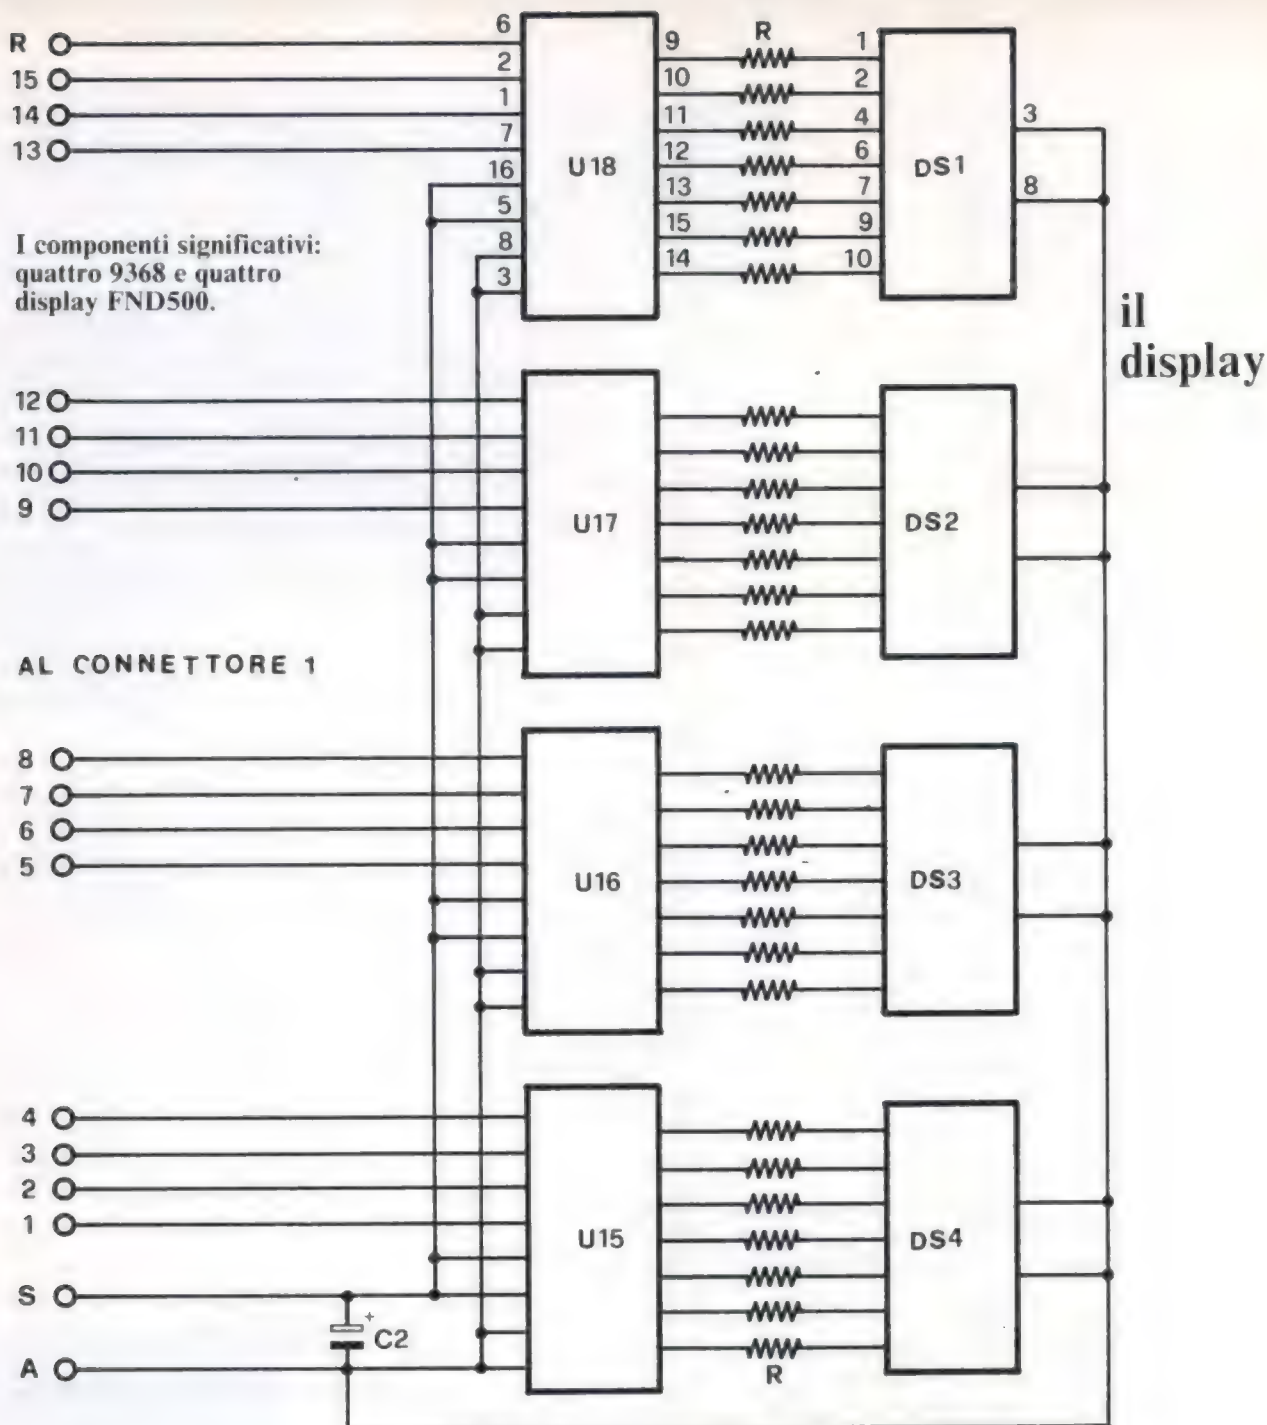 R 6 U18 9 R 1 DS1 3
15 2 10 2
14 1 11 4
13 7 12 6
16 13 7 8
5 15 9
8 14 10
3
I componenti significativi:
quattro 9368 e quattro
display FND500.
il
display
12
11
10
9
U17 DS2
AL CONNETTORE 1
8
7
6
5
U16 DS3
4
3
2
1
U15 DS4
S
+
C2
A
R